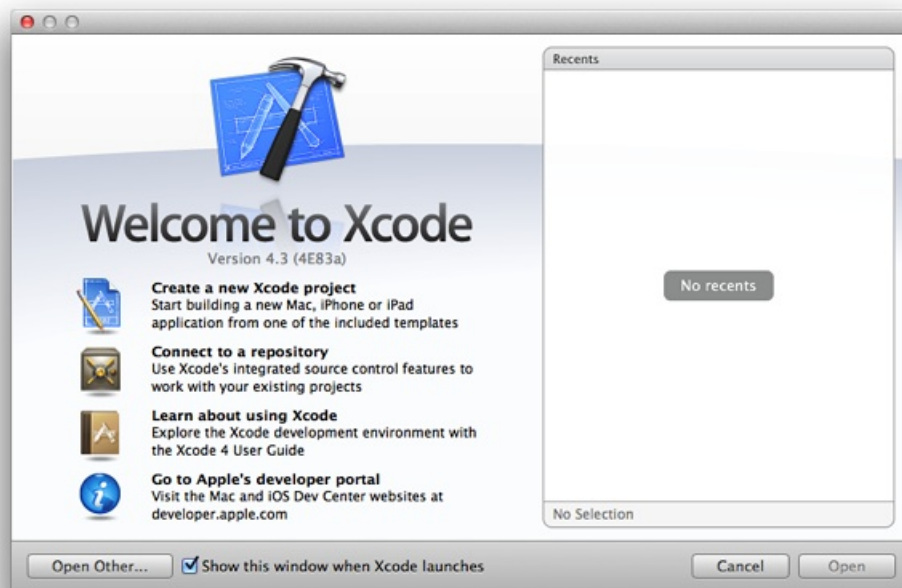 Recents
Welcome to Xcode
Version 4.3 (4E83a)
Create a new Xcode project
Start building a new Mac, iPhone or iPad
application from one of the included templates
Connect to a repository
Use Xcode's integrated source control features to
work with your existing projects
Learn about using Xcode
Explore the Xcode development environment with
the Xcode 4 User Guide
Go to Apple's developer portal
Visit the Mac and iOS Dev Center websites at
developer.apple.com
No recents
No Selection
Open Other...
Show this window when Xcode launches
Cancel
Open